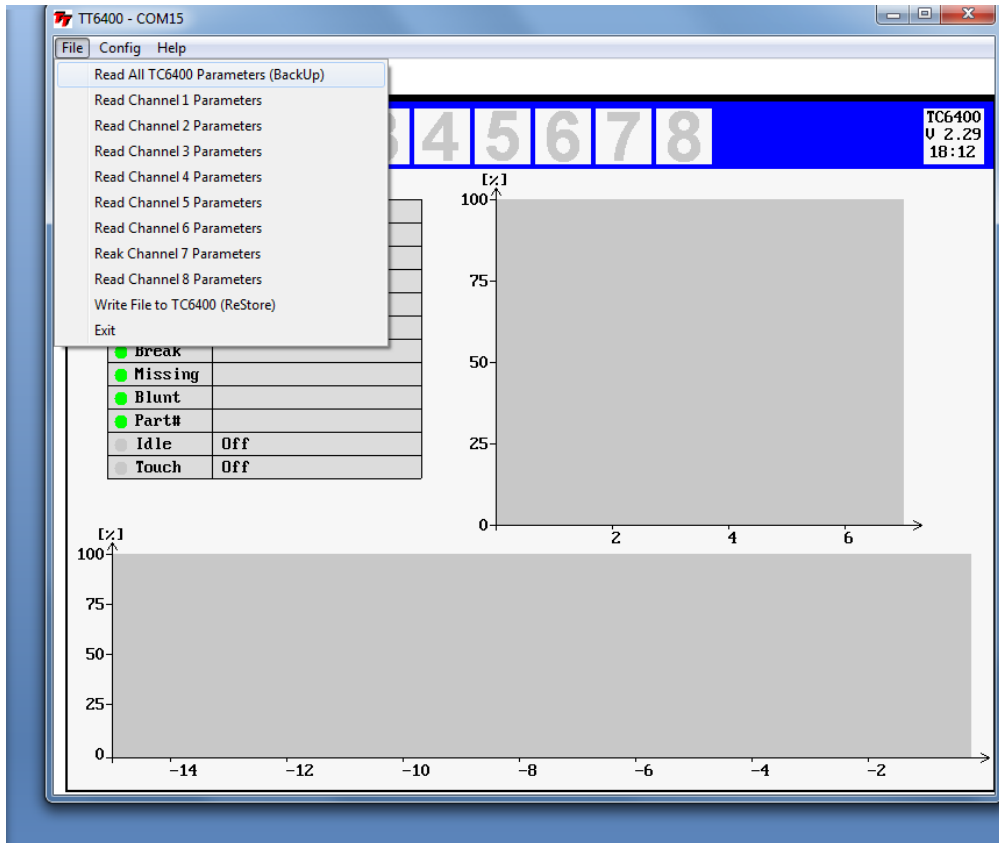 TT6400 - COM15
File Config Help
Read All TC6400 Parameters (BackUp)
Read Channel 1 Parameters
Read Channel 2 Parameters
Read Channel 3 Parameters
Read Channel 4 Parameters
Read Channel 5 Parameters
Read Channel 6 Parameters
Reak Channel 7 Parameters
Read Channel 8 Parameters
Write File to TC6400 (ReStore)
Exit
3 4 5 6 7 8
TC6400
V 2.29
18:12
Break
Missing
Blunt
Part#
Idle Off
Touch Off
[%]
100
75
50
25
0
2 4 6
[%]
100
75
50
25
0
-14 -12 -10 -8 -6 -4 -2